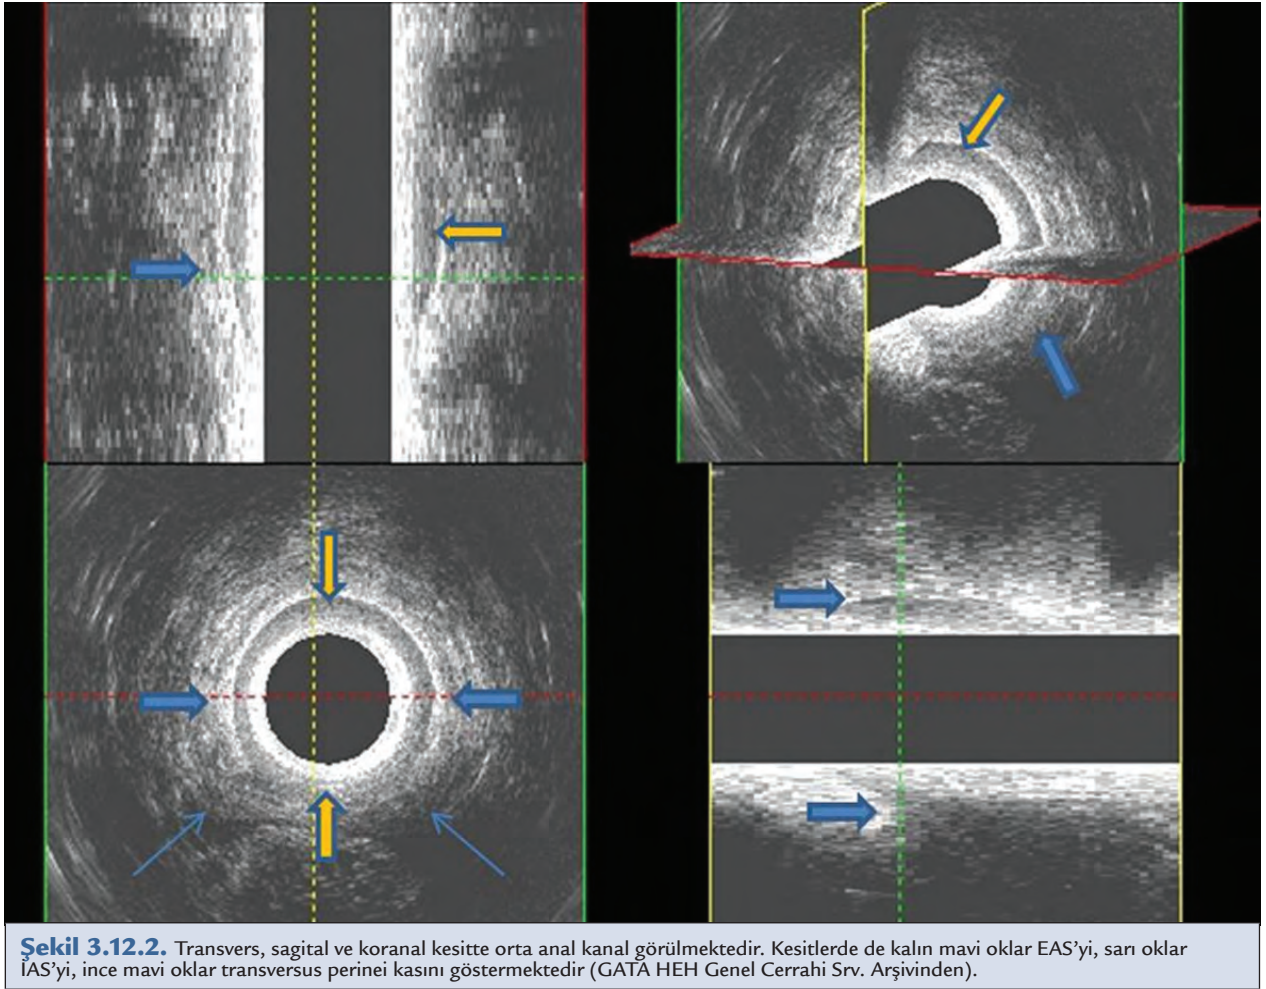 Şekil 3.12.2. Transvers, sagital ve koranal kesitte orta anal kanal görülmektedir. Kesitlerde de kalın mavi oklar EAS’yi, sarı oklar
İAS’yi, ince mavi oklar transversus perinei kasını göstermektedir (GATA HEH Genel Cerrahi Srv. Arşivinden).